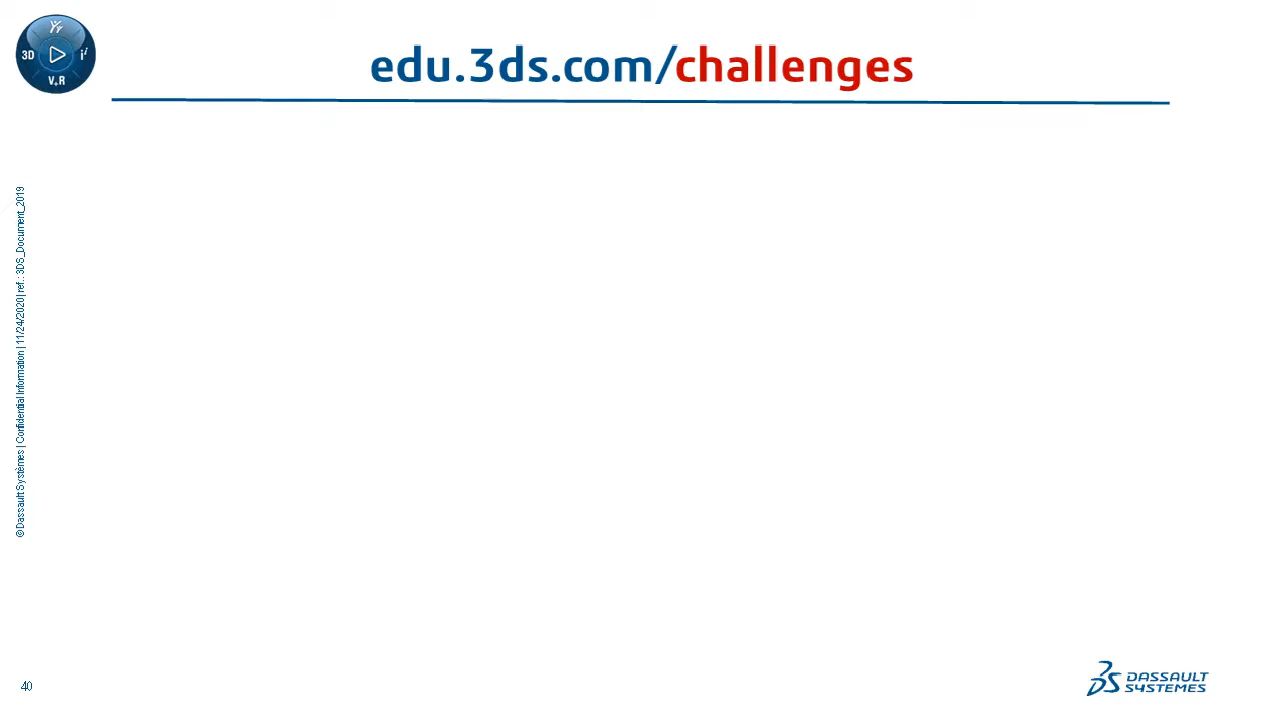 3D
V,R
edu.3ds.com/challenges
© Dassault Systèmes | Confidential Information | 11/24/2020 | ref.: 3DS_Document_2019
40
DASSAULT
SYSTEMES